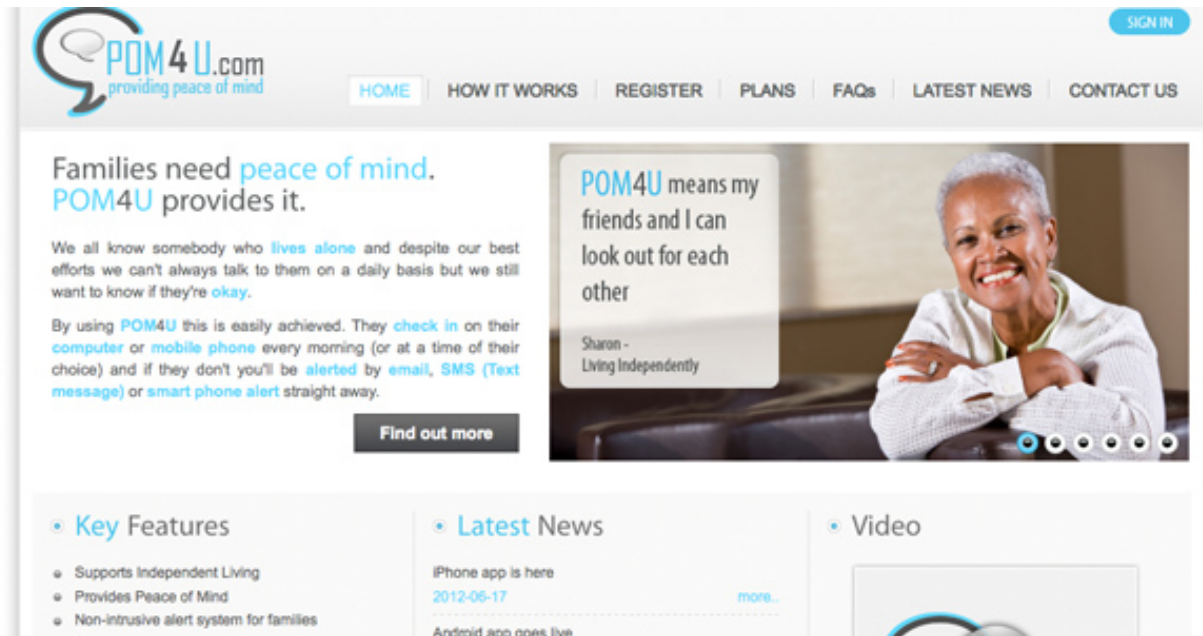 SIGN IN
POM4U.com
providing peace of mind
HOME HOW IT WORKS REGISTER PLANS FAQs LATEST NEWS CONTACT US
Families need peace of mind.
POM4U provides it.
We all know somebody who lives alone and despite our best
efforts we can't always talk to them on a daily basis but we still
want to know if they're okay.
By using POM4U this is easily achieved. They check in on their
computer or mobile phone every morning (or at a time of their
choice) and if they don't you'll be alerted by email, SMS (Text
message) or smart phone alert straight away.
Find out more
POM4U means my
friends and I can
look out for each
other
Sharon -
Living Independently
Key Features
Supports Independent Living
Provides Peace of Mind
Non-intrusive alert system for families
Latest News
iPhone app is here
2012-06-17 more..
Android app goes live
Video